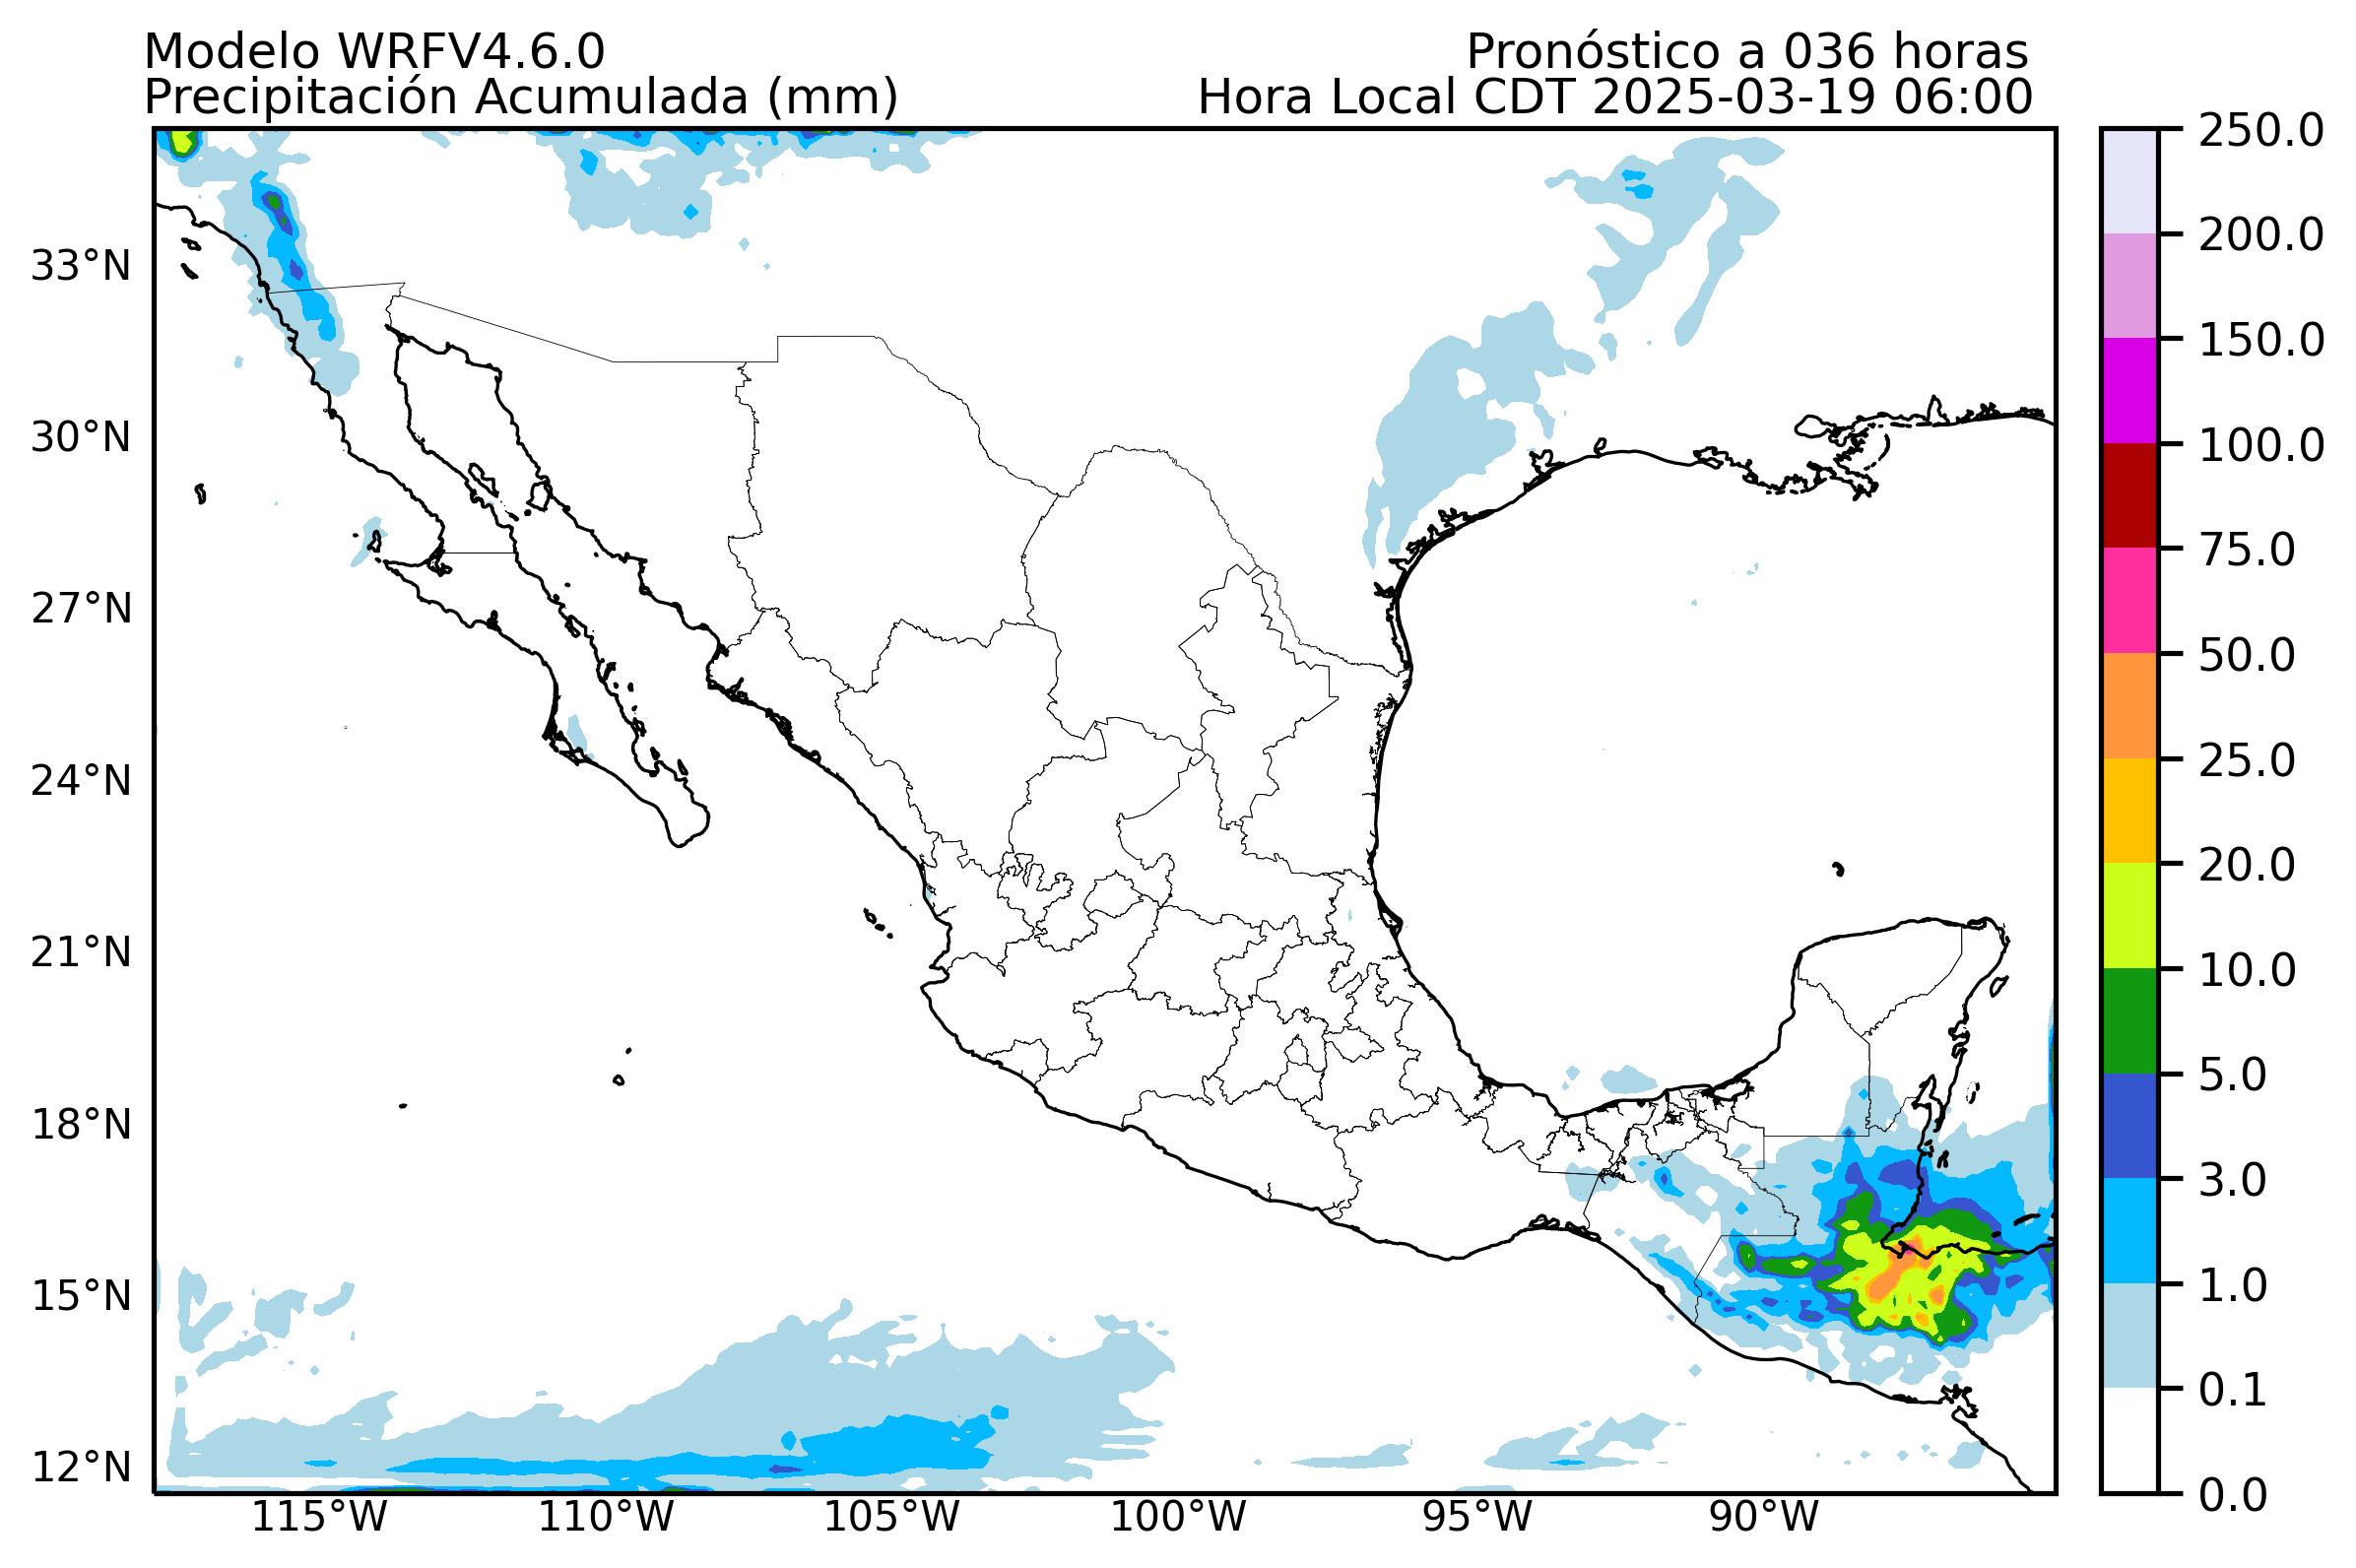 Modelo WRFV4.6.0
Pronóstico a 036 horas
Precipitación Acumulada (mm)
Hora Local CDT 2025-03-19 06:00
33°N
30°N
27°N
24°N
21°N
18°N
15°N
12°N
115°W
110°W
105°W
100°W
95°W
90°W
250.0
200.0
150.0
100.0
75.0
50.0
25.0
20.0
10.0
5.0
3.0
1.0
0.1
0.0